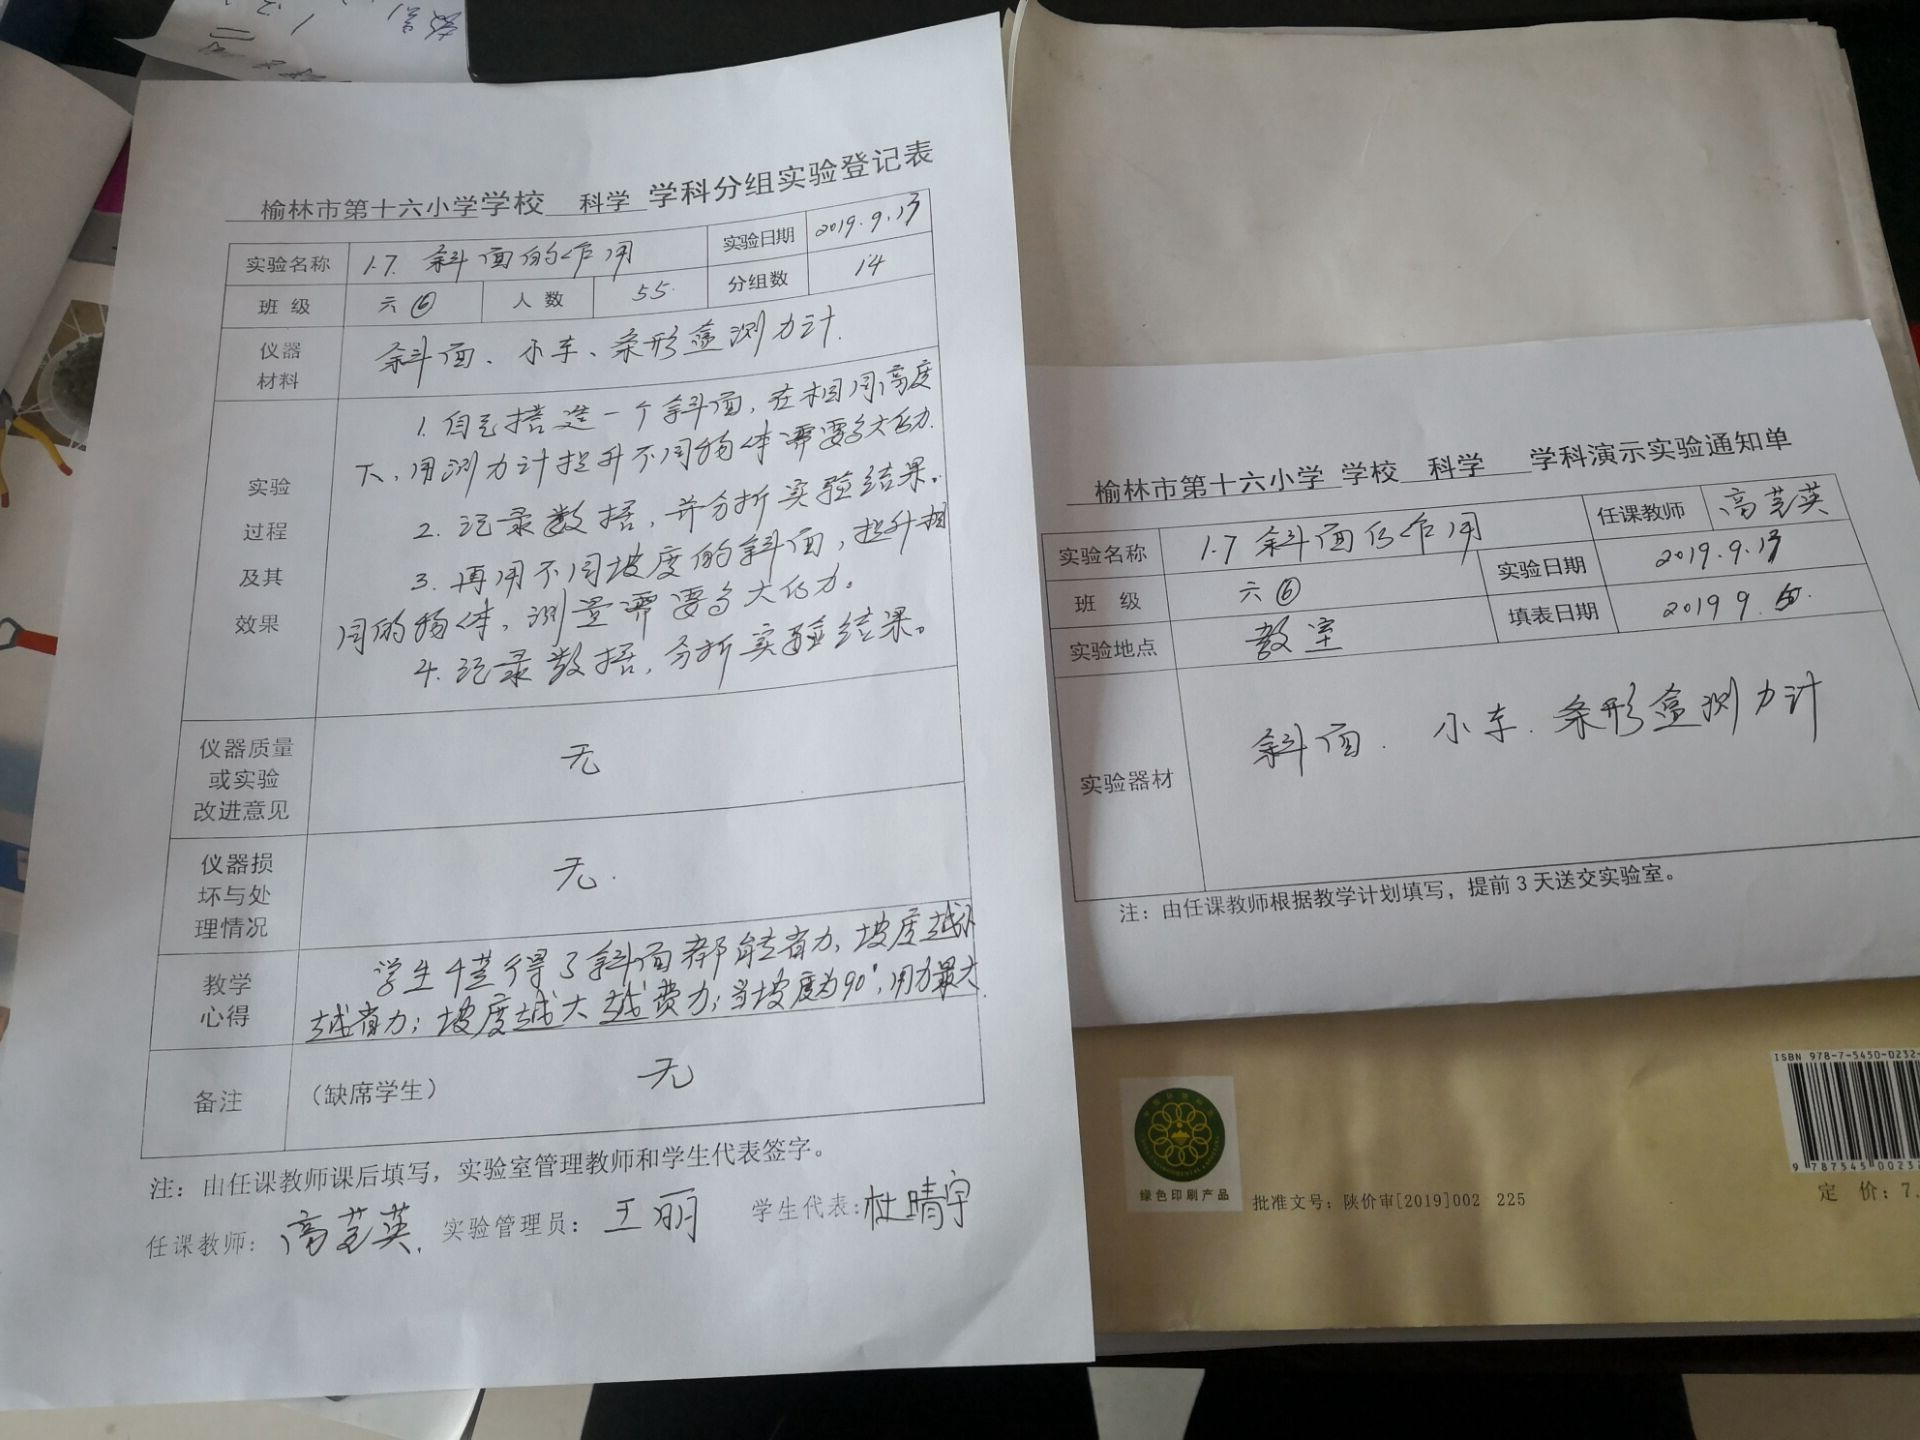 榆林市第十六小学学校 科学 学科分组实验登记表
实验名称 1.7. 斜面的作用 实验日期 2019.9.13
班 级 六⑥ 人 数 55 分组数 14
仪器材料 斜面、小车、条形盒测力计.
实验过程及其效果
1. 自己搭造一个斜面,在相同高度
下,用测力计提升不同物体需要多大的力.
2. 记录数据,并分析实验结果。
3. 再用不同坡度的斜面,提升相
同的物体,测量需要多大的力。
4. 记录数据,分析实验结果。
仪器质量或实验改进意见 无
仪器损坏与处理情况 无.
教学心得
学生懂得了斜面都能省力,坡度越小
越省力;坡度越大越费力;当坡度为90°,用力最大.
备注 (缺席学生) 无
注:由任课教师课后填写,实验室管理教师和学生代表签字。
任课教师: 高 英. 实验管理员: 王丽 学生代表:杜晴宇
榆林市第十六小学 学校 科学 学科演示实验通知单
实验名称 1.7 斜面的作用 任课教师 高 英
班 级 六⑥ 实验日期 2019.9.13
实验地点 教室 填表日期 2019 9.
实验器材 斜面. 小车. 条形盒测力计
注:由任课教师根据教学计划填写,提前3天送交实验室。
ISBN 978-7-5450-0232-
9 787545 00232
绿色印刷产品
批准文号:陕价审[2019]002 225
定 价:7.